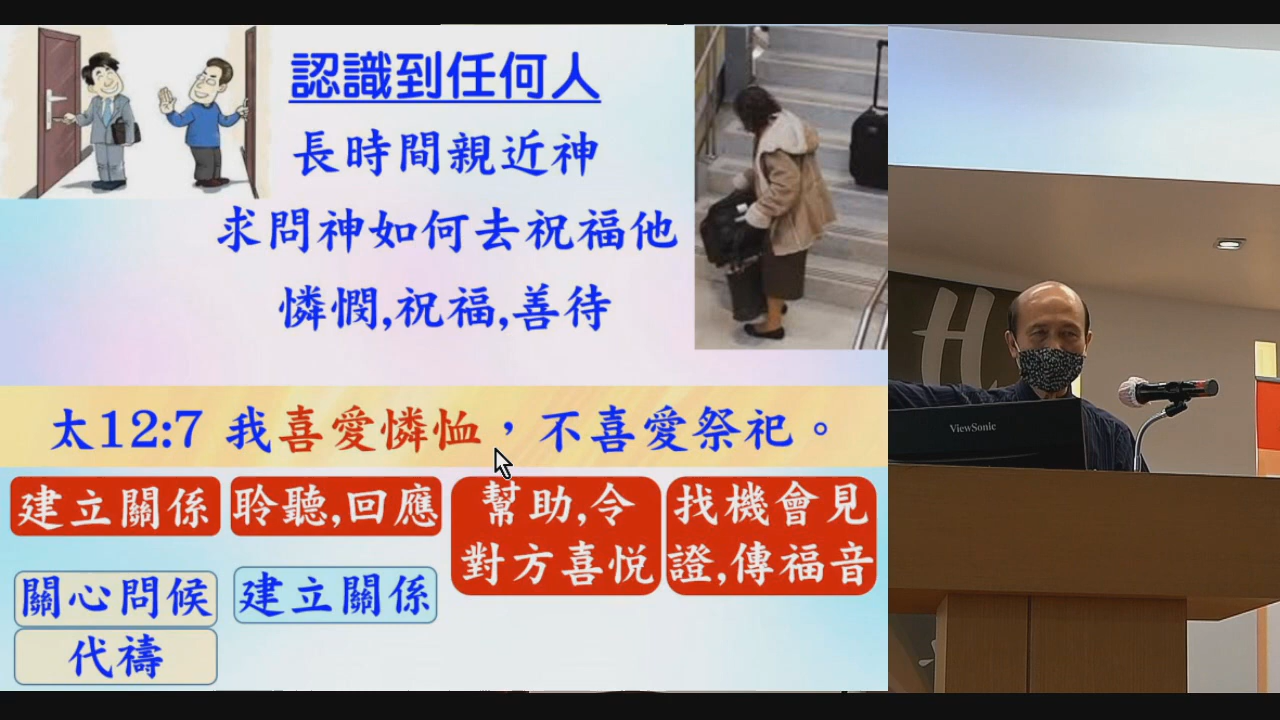 認識到任何人
長時間親近神
求問神如何去祝福他
憐憫,祝福,善待
太12:7 我喜愛憐恤，不喜愛祭祀。
建立關係
聆聽,回應
幫助,令
對方喜悅
找機會見
證,傳福音
關心問候
建立關係
代禱
ViewSonic
H